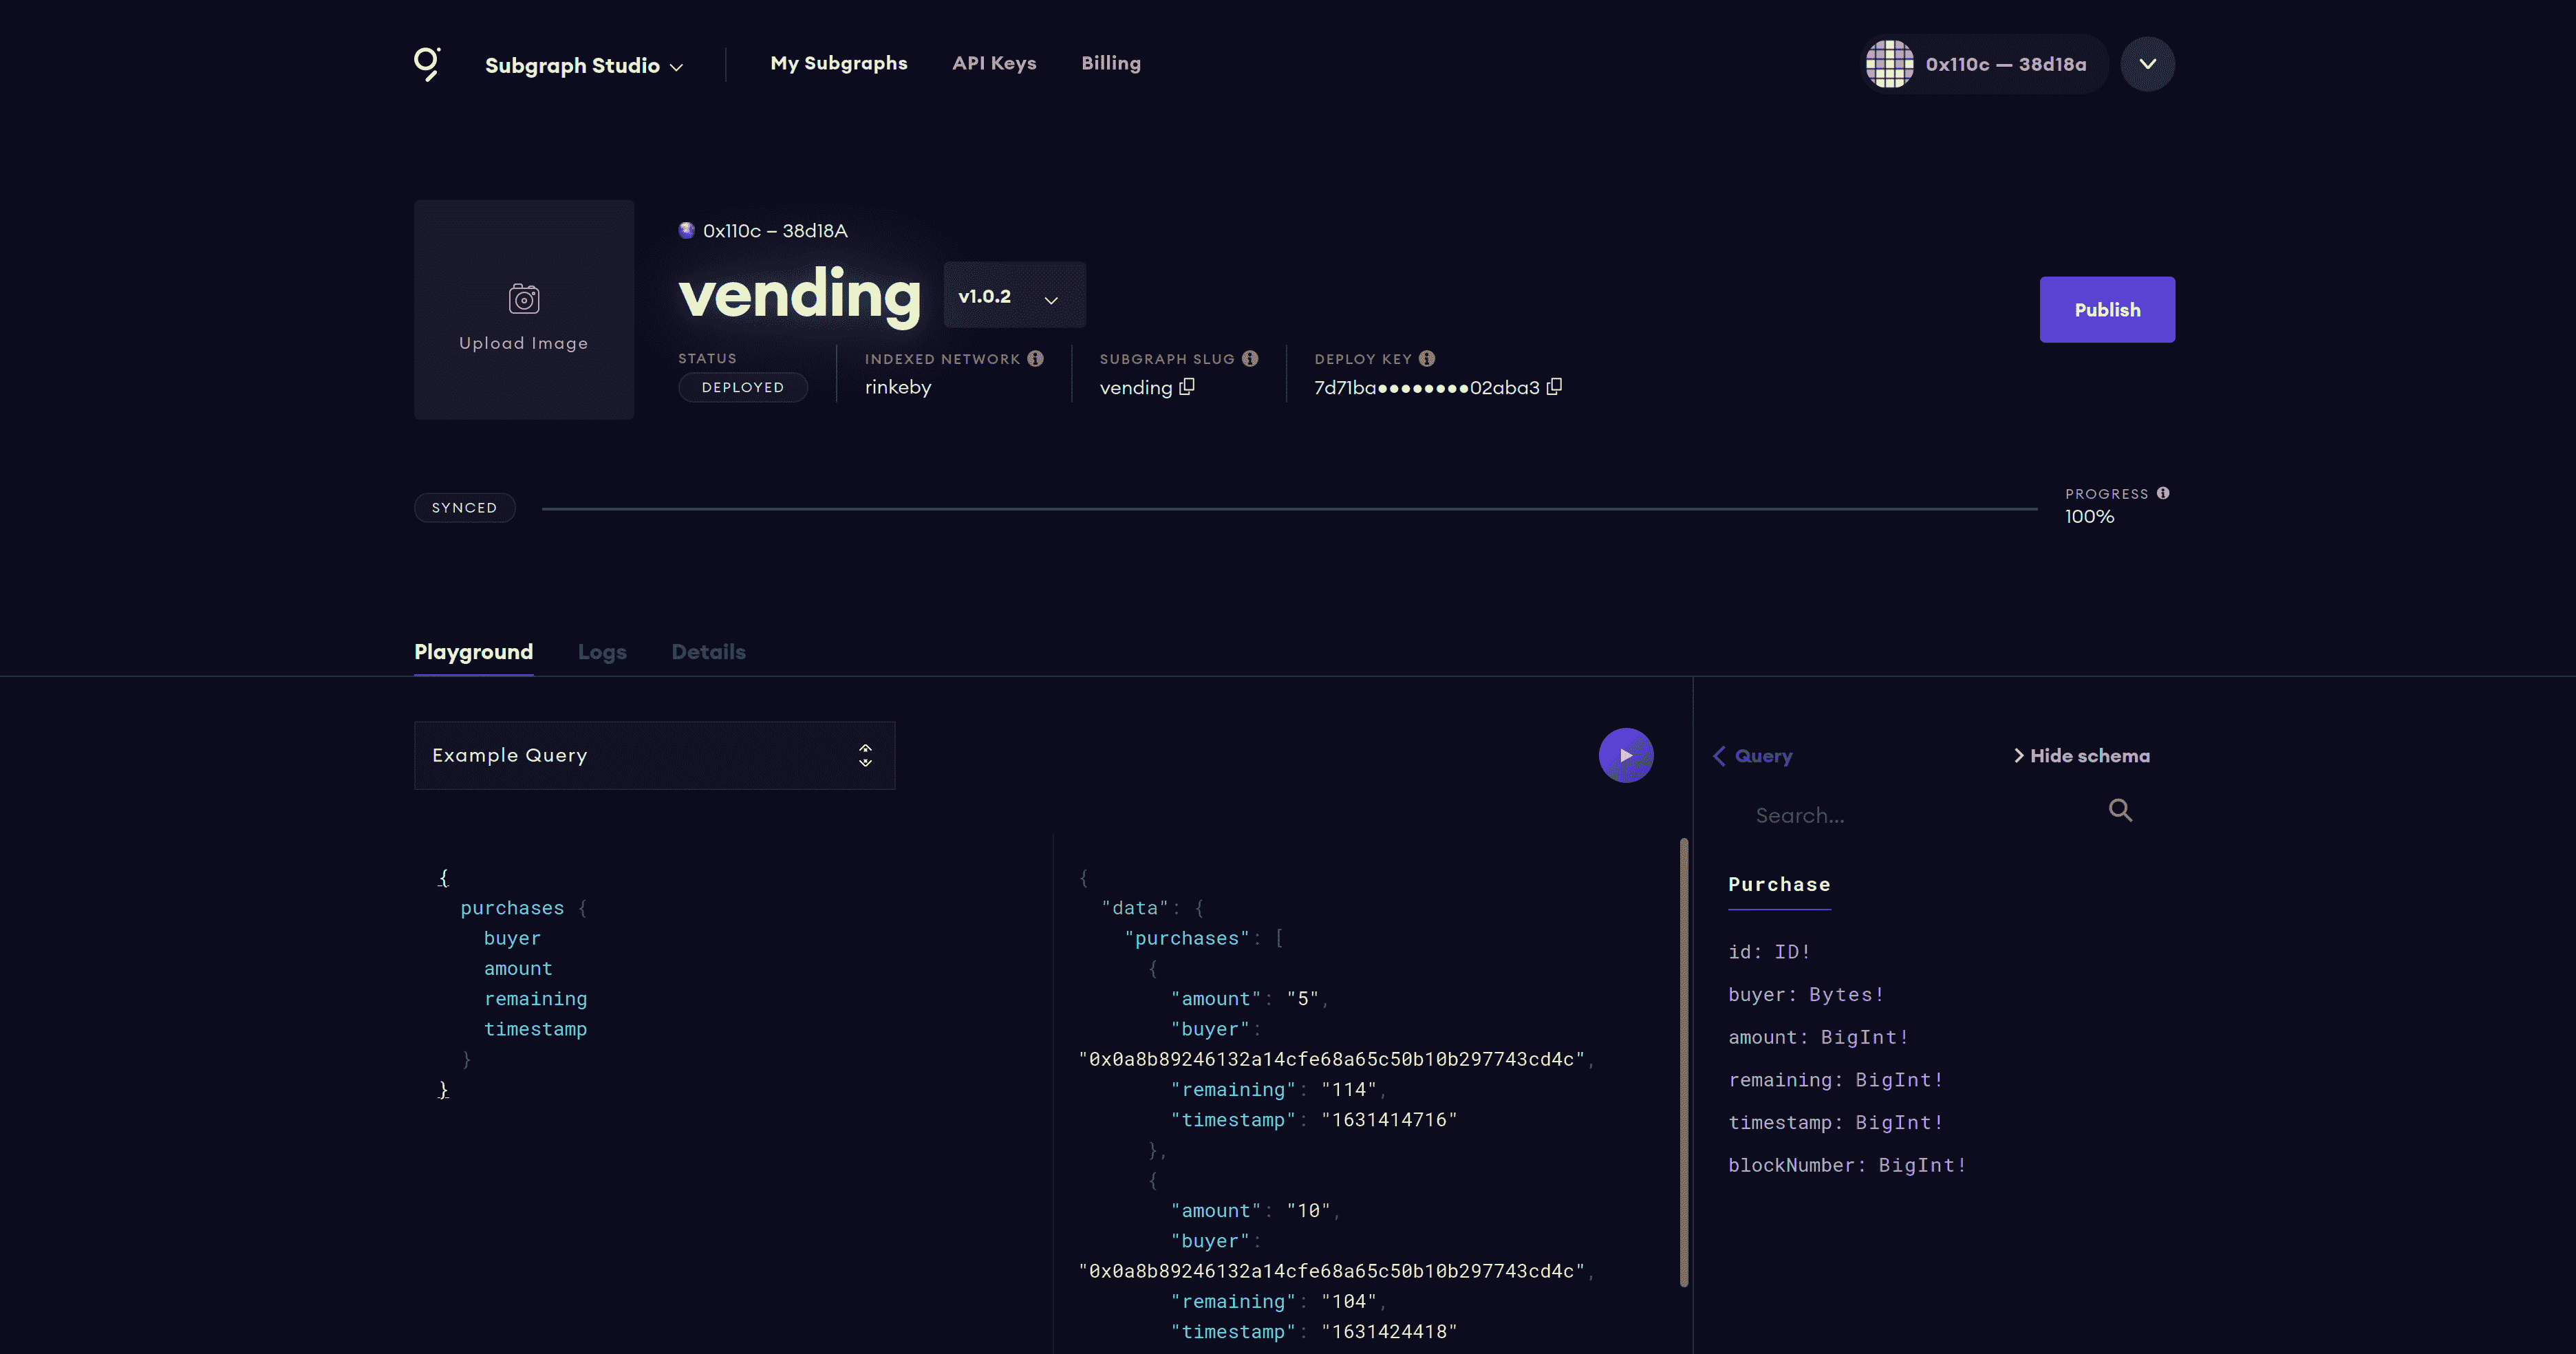 Subgraph Studio My Subgraphs API Keys Billing 0x110c — 38d18a
0x110c – 38d18A
vending v1.0.2
Publish
Upload Image
STATUS INDEXED NETWORK SUBGRAPH SLUG DEPLOY KEY
DEPLOYED rinkeby vending 7d71ba●●●●●●●●02aba3
SYNCED PROGRESS
100%
Playground Logs Details
Example Query
{
purchases {
buyer
amount
remaining
timestamp
}
}
{
"data": {
"purchases": [
{
"amount": "5",
"buyer":
"0x0a8b89246132a14cfe68a65c50b10b297743cd4c",
"remaining": "114",
"timestamp": "1631414716"
},
{
"amount": "10",
"buyer":
"0x0a8b89246132a14cfe68a65c50b10b297743cd4c",
"remaining": "104",
"timestamp": "1631424418"
Query Hide schema
Search...
Purchase
id: ID!
buyer: Bytes!
amount: BigInt!
remaining: BigInt!
timestamp: BigInt!
blockNumber: BigInt!